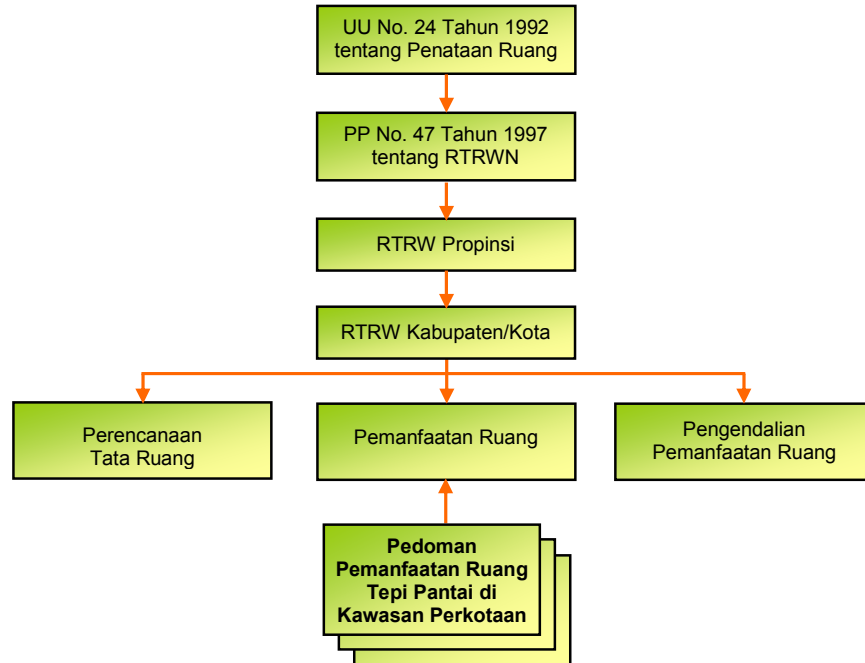 UU No. 24 Tahun 1992
tentang Penataan Ruang
PP No. 47 Tahun 1997
tentang RTRWN
RTRW Propinsi
RTRW Kabupaten/Kota
Perencanaan
Tata Ruang
Pemanfaatan Ruang
Pengendalian
Pemanfaatan Ruang
Pedoman
Pemanfaatan Ruang
Tepi Pantai di
Kawasan Perkotaan